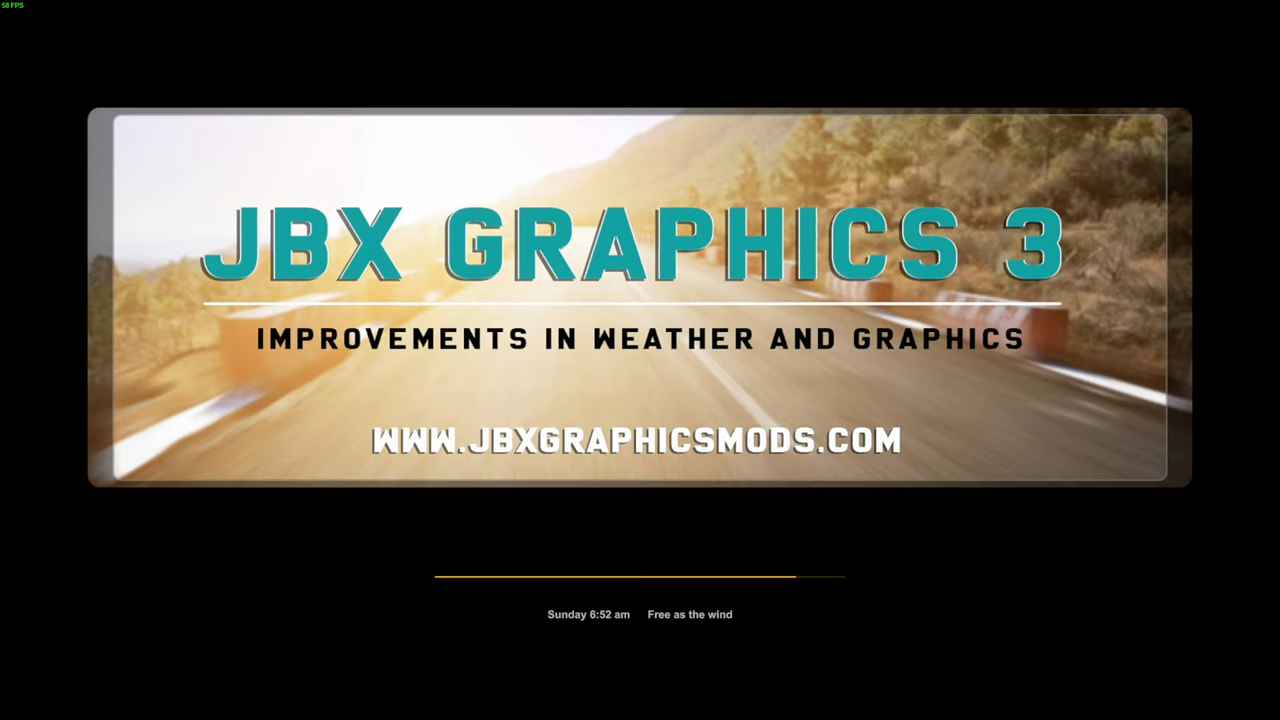 58 FPS
JBX GRAPHICS 3
IMPROVEMENTS IN WEATHER AND GRAPHICS
WWW.JBXGRAPHICSMODS.COM
Sunday 6:52 am Free as the wind